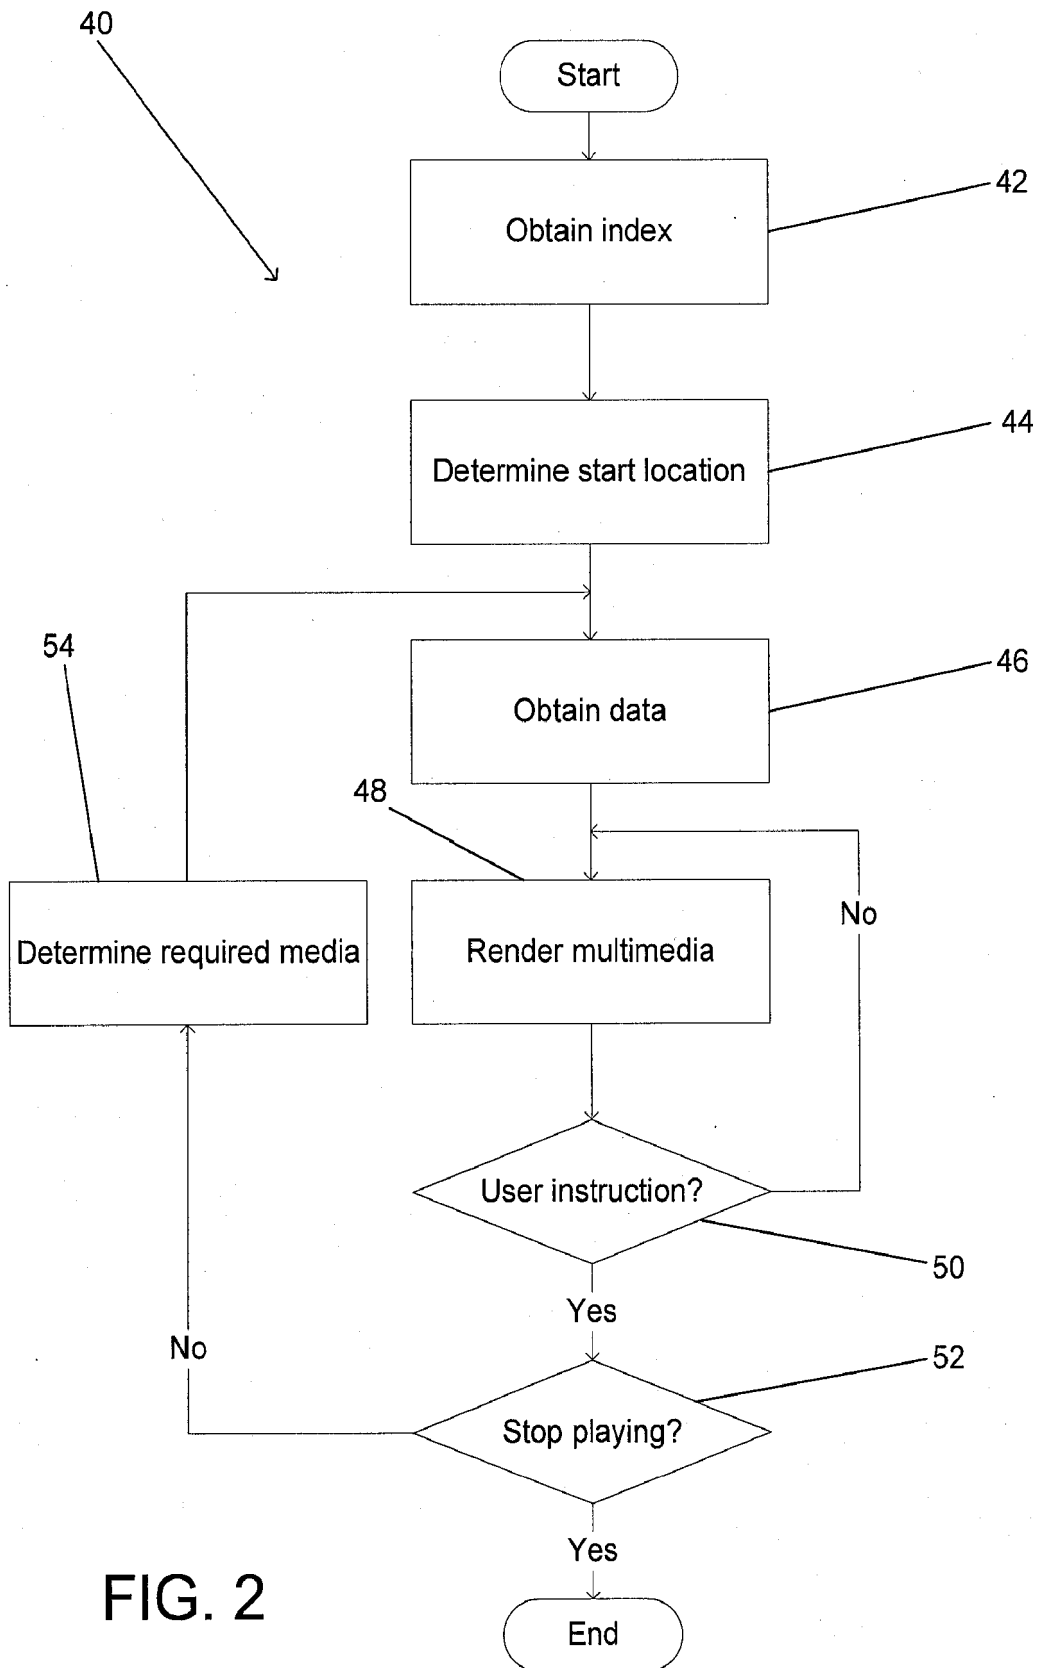 40
Start
42
Obtain index
44
Determine start location
54
46
Obtain data
48
No
Determine required media
Render multimedia
User instruction?
50
Yes
No
52
Stop playing?
Yes
FIG. 2
End